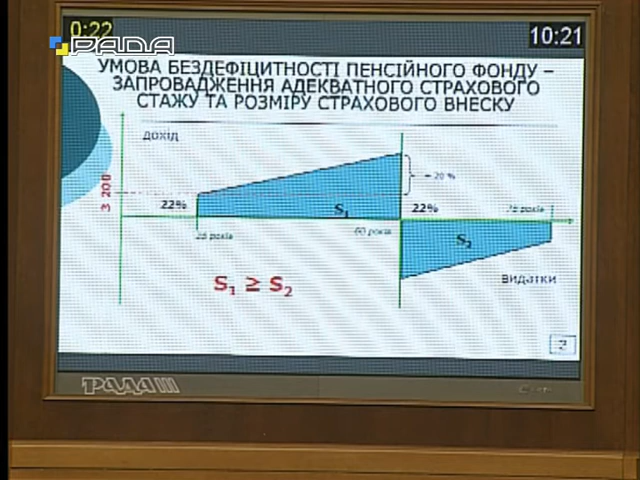 0:22
РАДА
10:21
УМОВА БЕЗДЕФІЦИТНОСТІ ПЕНСІЙНОГО ФОНДУ –
ЗАПРОВАДЖЕННЯ АДЕКВАТНОГО СТРАХОВОГО
СТАЖУ ТА РОЗМІРУ СТРАХОВОГО ВНЕСКУ
дохід
3 200
22%
S1
22%
≈ 20 %
60 років
років
років
S2
S1 ≥ S2
Видатки
2
РАДА